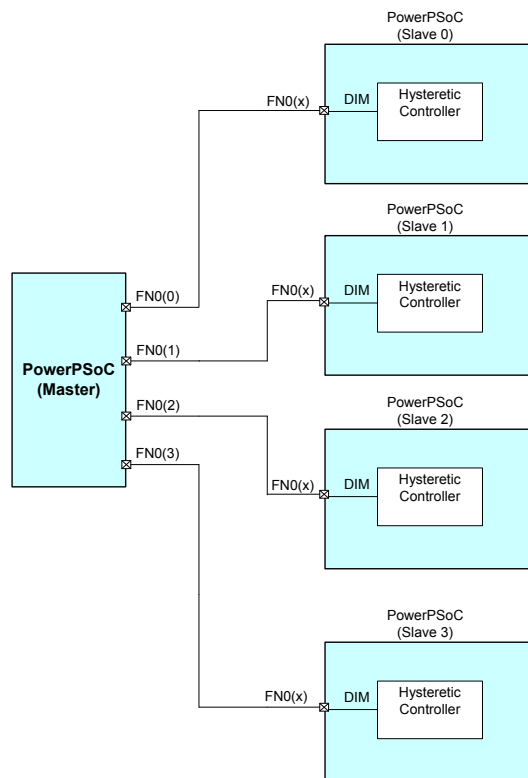 PowerPSoC
(Slave 0)
FN0(x)
DIM
Hysteretic
Controller
PowerPSoC
(Slave 1)
FN0(x)
DIM
Hysteretic
Controller
FN0(0)
FN0(1)
PowerPSoC
(Master)
FN0(2)
FN0(3)
PowerPSoC
(Slave 2)
FN0(x)
DIM
Hysteretic
Controller
PowerPSoC
(Slave 3)
FN0(x)
DIM
Hysteretic
Controller